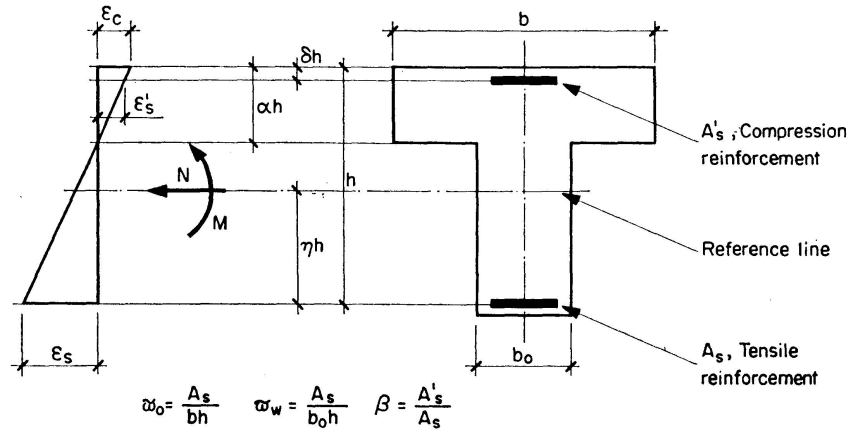 εc
b
δh
ε's
αh
A's, Compression
reinforcement
h
N
M
ηh
Reference line
εs
bo
As, Tensile
reinforcement
ϖo = As / bh
ϖw = As / boh
β = A's / As